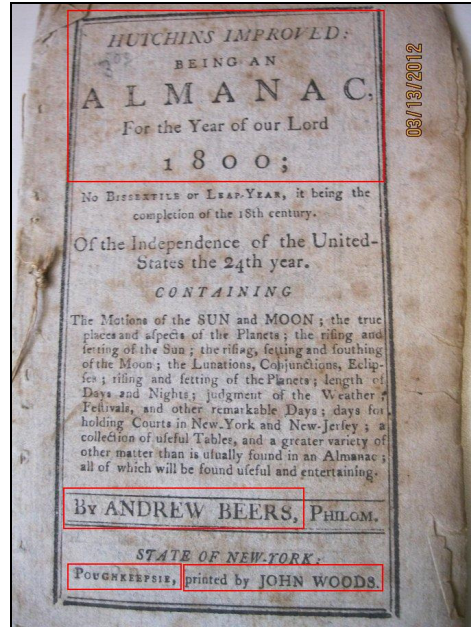 HUTCHINS IMPROVED:
BEING AN
ALMANAC,
For the Year of our Lord
1800;
No BISSEXTILE or LEAP-YEAR, it being the
completion of the 18th century.
Of the Independence of the United-
States the 24th year.
CONTAINING
The Motions of the SUN and MOON; the true
places and aſpects of the Planets; the riſing and
ſetting of the Sun; the riſing, ſetting and ſouthing
of the Moon; the Lunations, Conjunctions, Eclip-
ſes; riſing and ſetting of the Planets; length of
Days and Nights; judgment of the Weather;
Feſtivals, and other remarkable Days; days for
holding Courts in New-York and New-Jerſey; a
collection of uſeful Tables, and a greater variety of
other matter than is uſually found in an Almanac;
all of which will be found uſeful and entertaining.
By ANDREW BEERS, PHILOM.
STATE OF NEW-YORK:
POUGHKEEPSIE, printed by JOHN WOODS.
03/13/2012